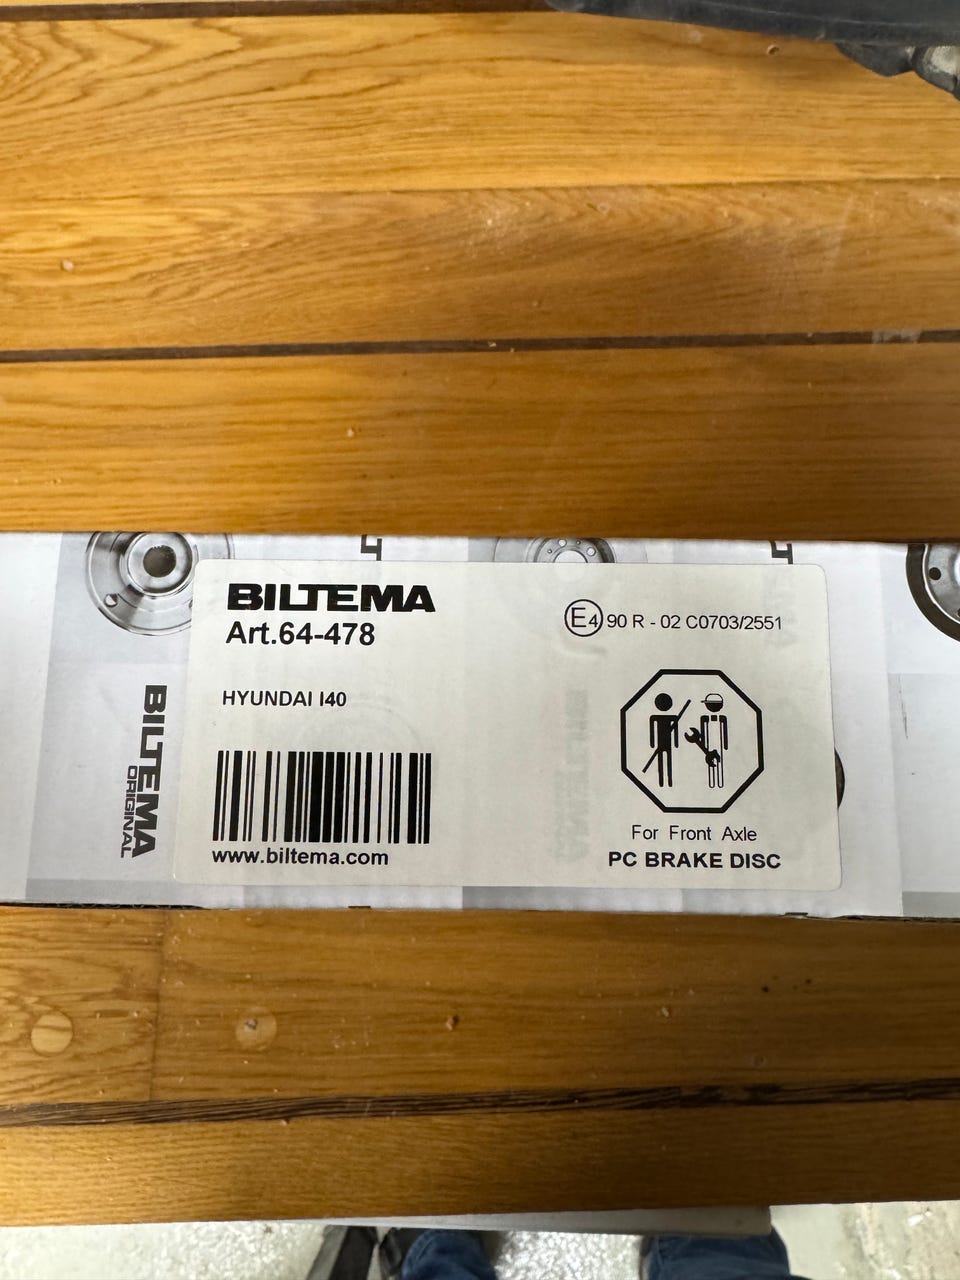 BILTEMA
Art.64-478
E4 90 R - 02 C0703/2551
HYUNDAI I40
www.biltema.com
For Front Axle
PC BRAKE DISC
BILTEMA
ORIGINAL